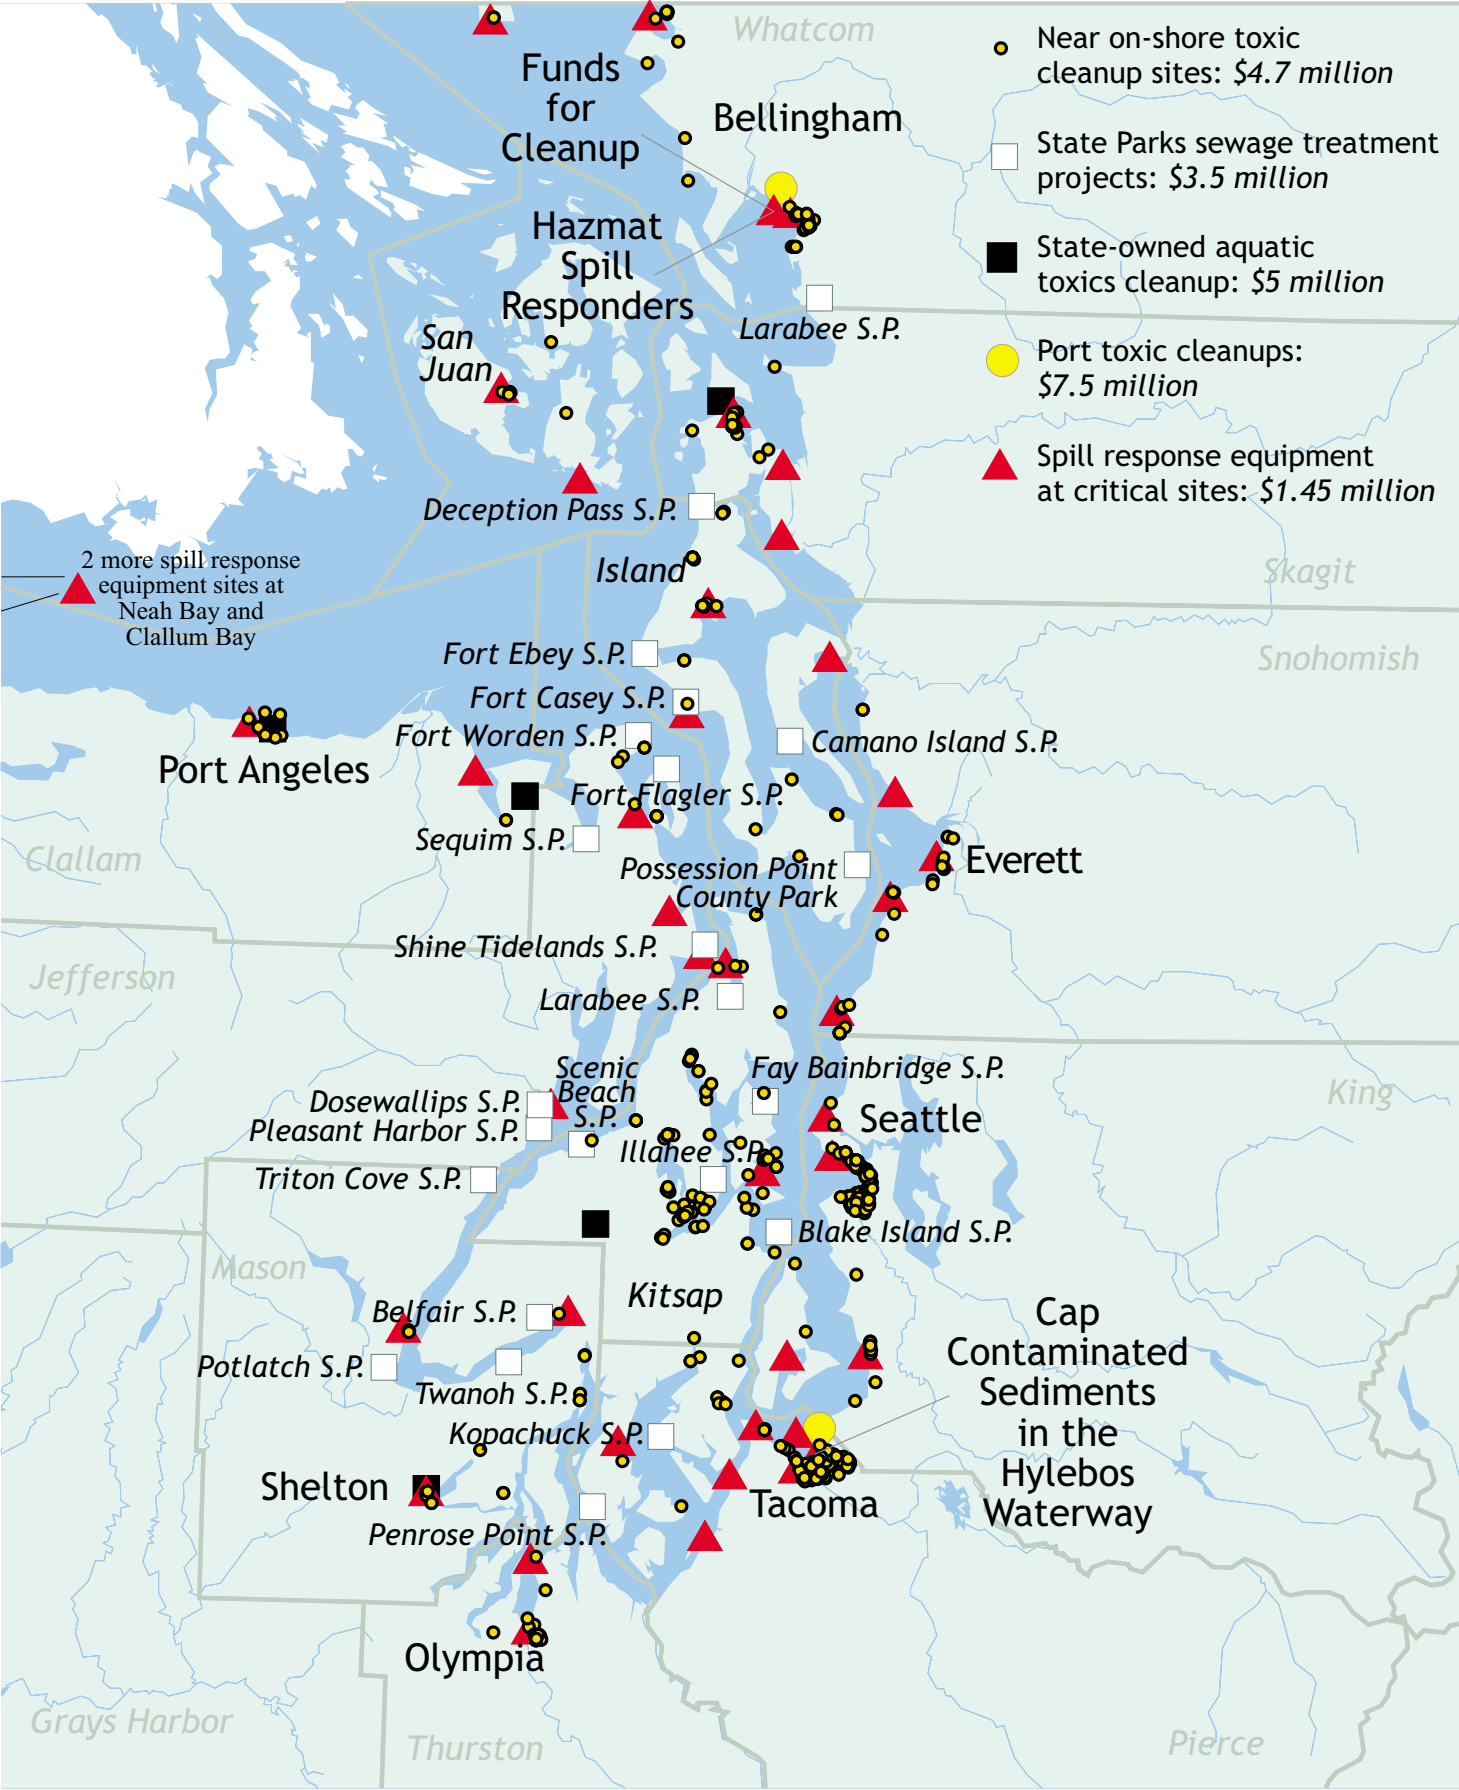 Whatcom
Near on-shore toxic
cleanup sites: $4.7 million
State Parks sewage treatment
projects: $3.5 million
State-owned aquatic
toxics cleanup: $5 million
Port toxic cleanups:
$7.5 million
Spill response equipment
at critical sites: $1.45 million
Funds
for
Cleanup
Bellingham
Hazmat
Spill
Responders
Larabee S.P.
San
Juan
Deception Pass S.P.
2 more spill response
equipment sites at
Neah Bay and
Clallum Bay
Island
Skagit
Fort Ebey S.P.
Snohomish
Fort Casey S.P.
Fort Worden S.P.
Camano Island S.P.
Port Angeles
Fort Flagler S.P.
Sequim S.P.
Clallam
Possession Point
County Park
Everett
Shine Tidelands S.P.
Jefferson
Larabee S.P.
Scenic
Beach
S.P.
Fay Bainbridge S.P.
King
Dosewallips S.P.
Pleasant Harbor S.P.
Seattle
Illahee S.P.
Triton Cove S.P.
Blake Island S.P.
Mason
Kitsap
Belfair S.P.
Potlatch S.P.
Twanoh S.P.
Kopachuck S.P.
Cap
Contaminated
Sediments
in the
Hylebos
Waterway
Shelton
Tacoma
Penrose Point S.P.
Olympia
Grays Harbor
Thurston
Pierce